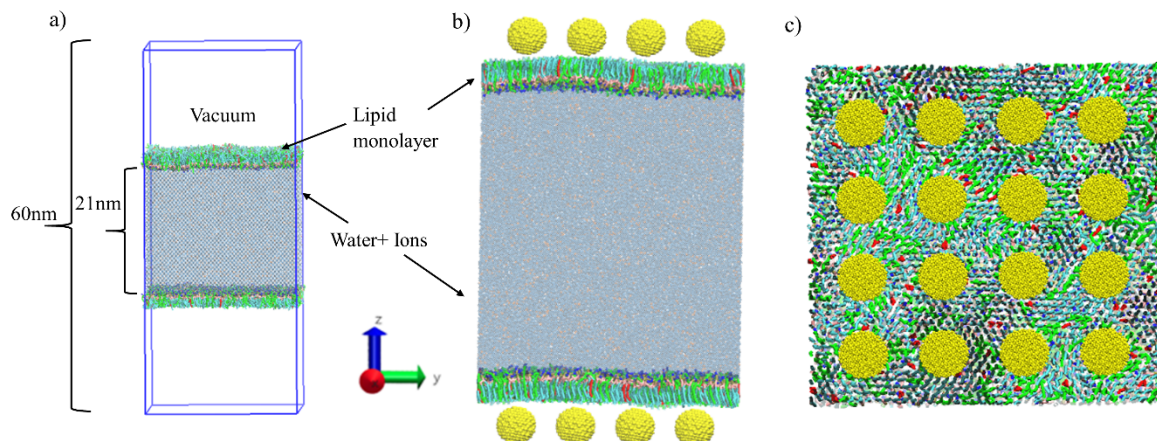 a)
b)
c)
Vacuum
Lipid
monolayer
60nm
21nm
Water+ Ions
z
y